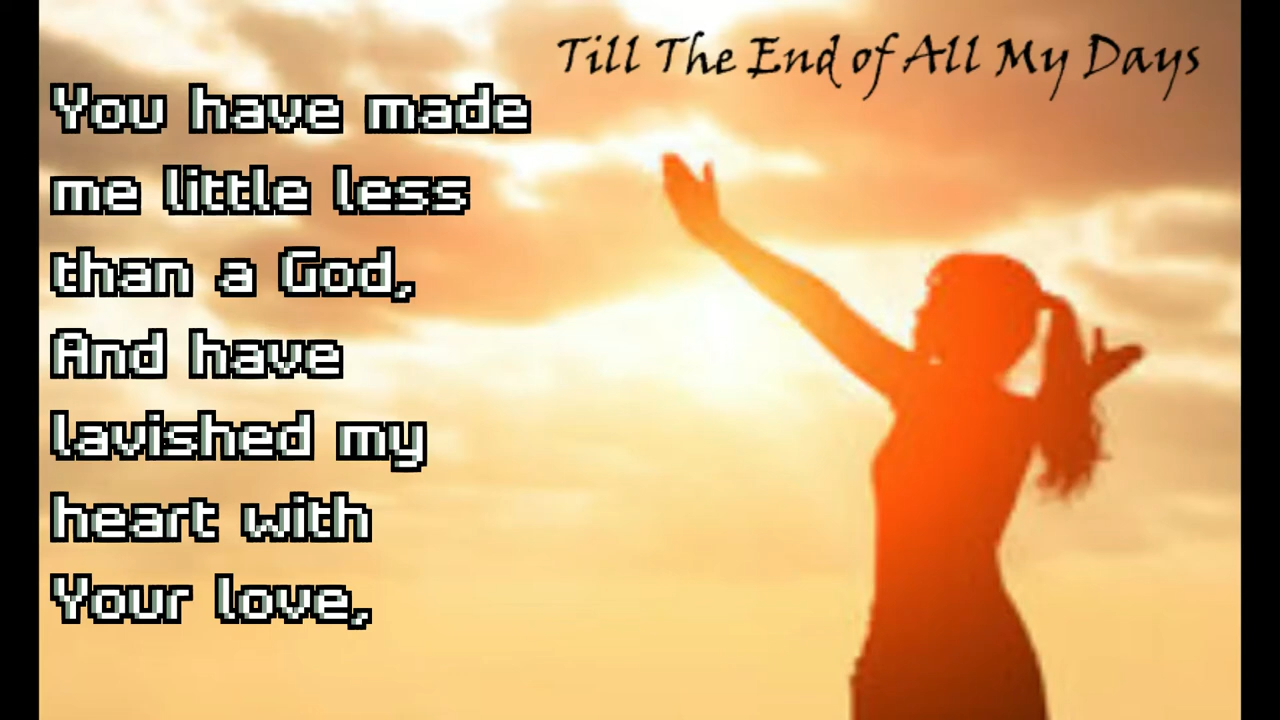 Till The End of All My Days
You have made
me little less
than a God,
And have
lavished my
heart with
Your love,